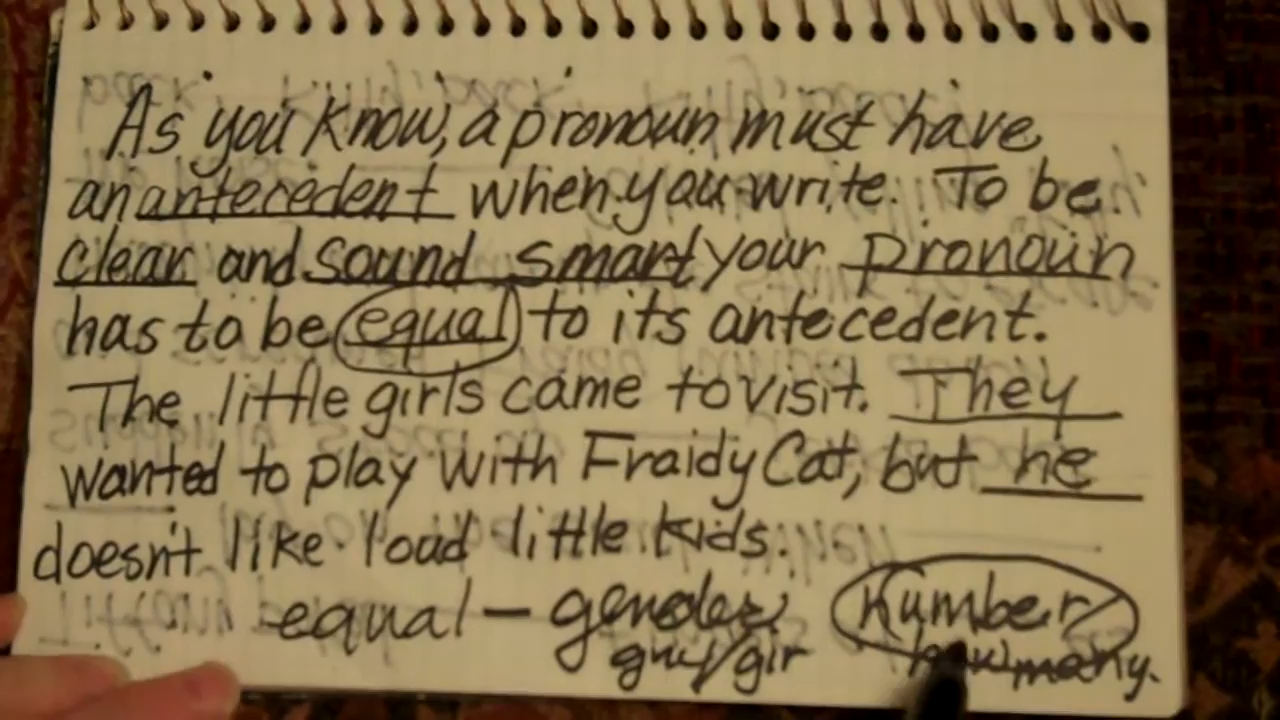 As you know, a pronoun must have
an antecedent when you write. To be
clear and sound smart your pronoun
has to be equal to its antecedent.
The little girls came to visit. They
wanted to play with Fraidy Cat, but he
doesn't like loud little kids.
equal - gender Number
guy/gir how many.